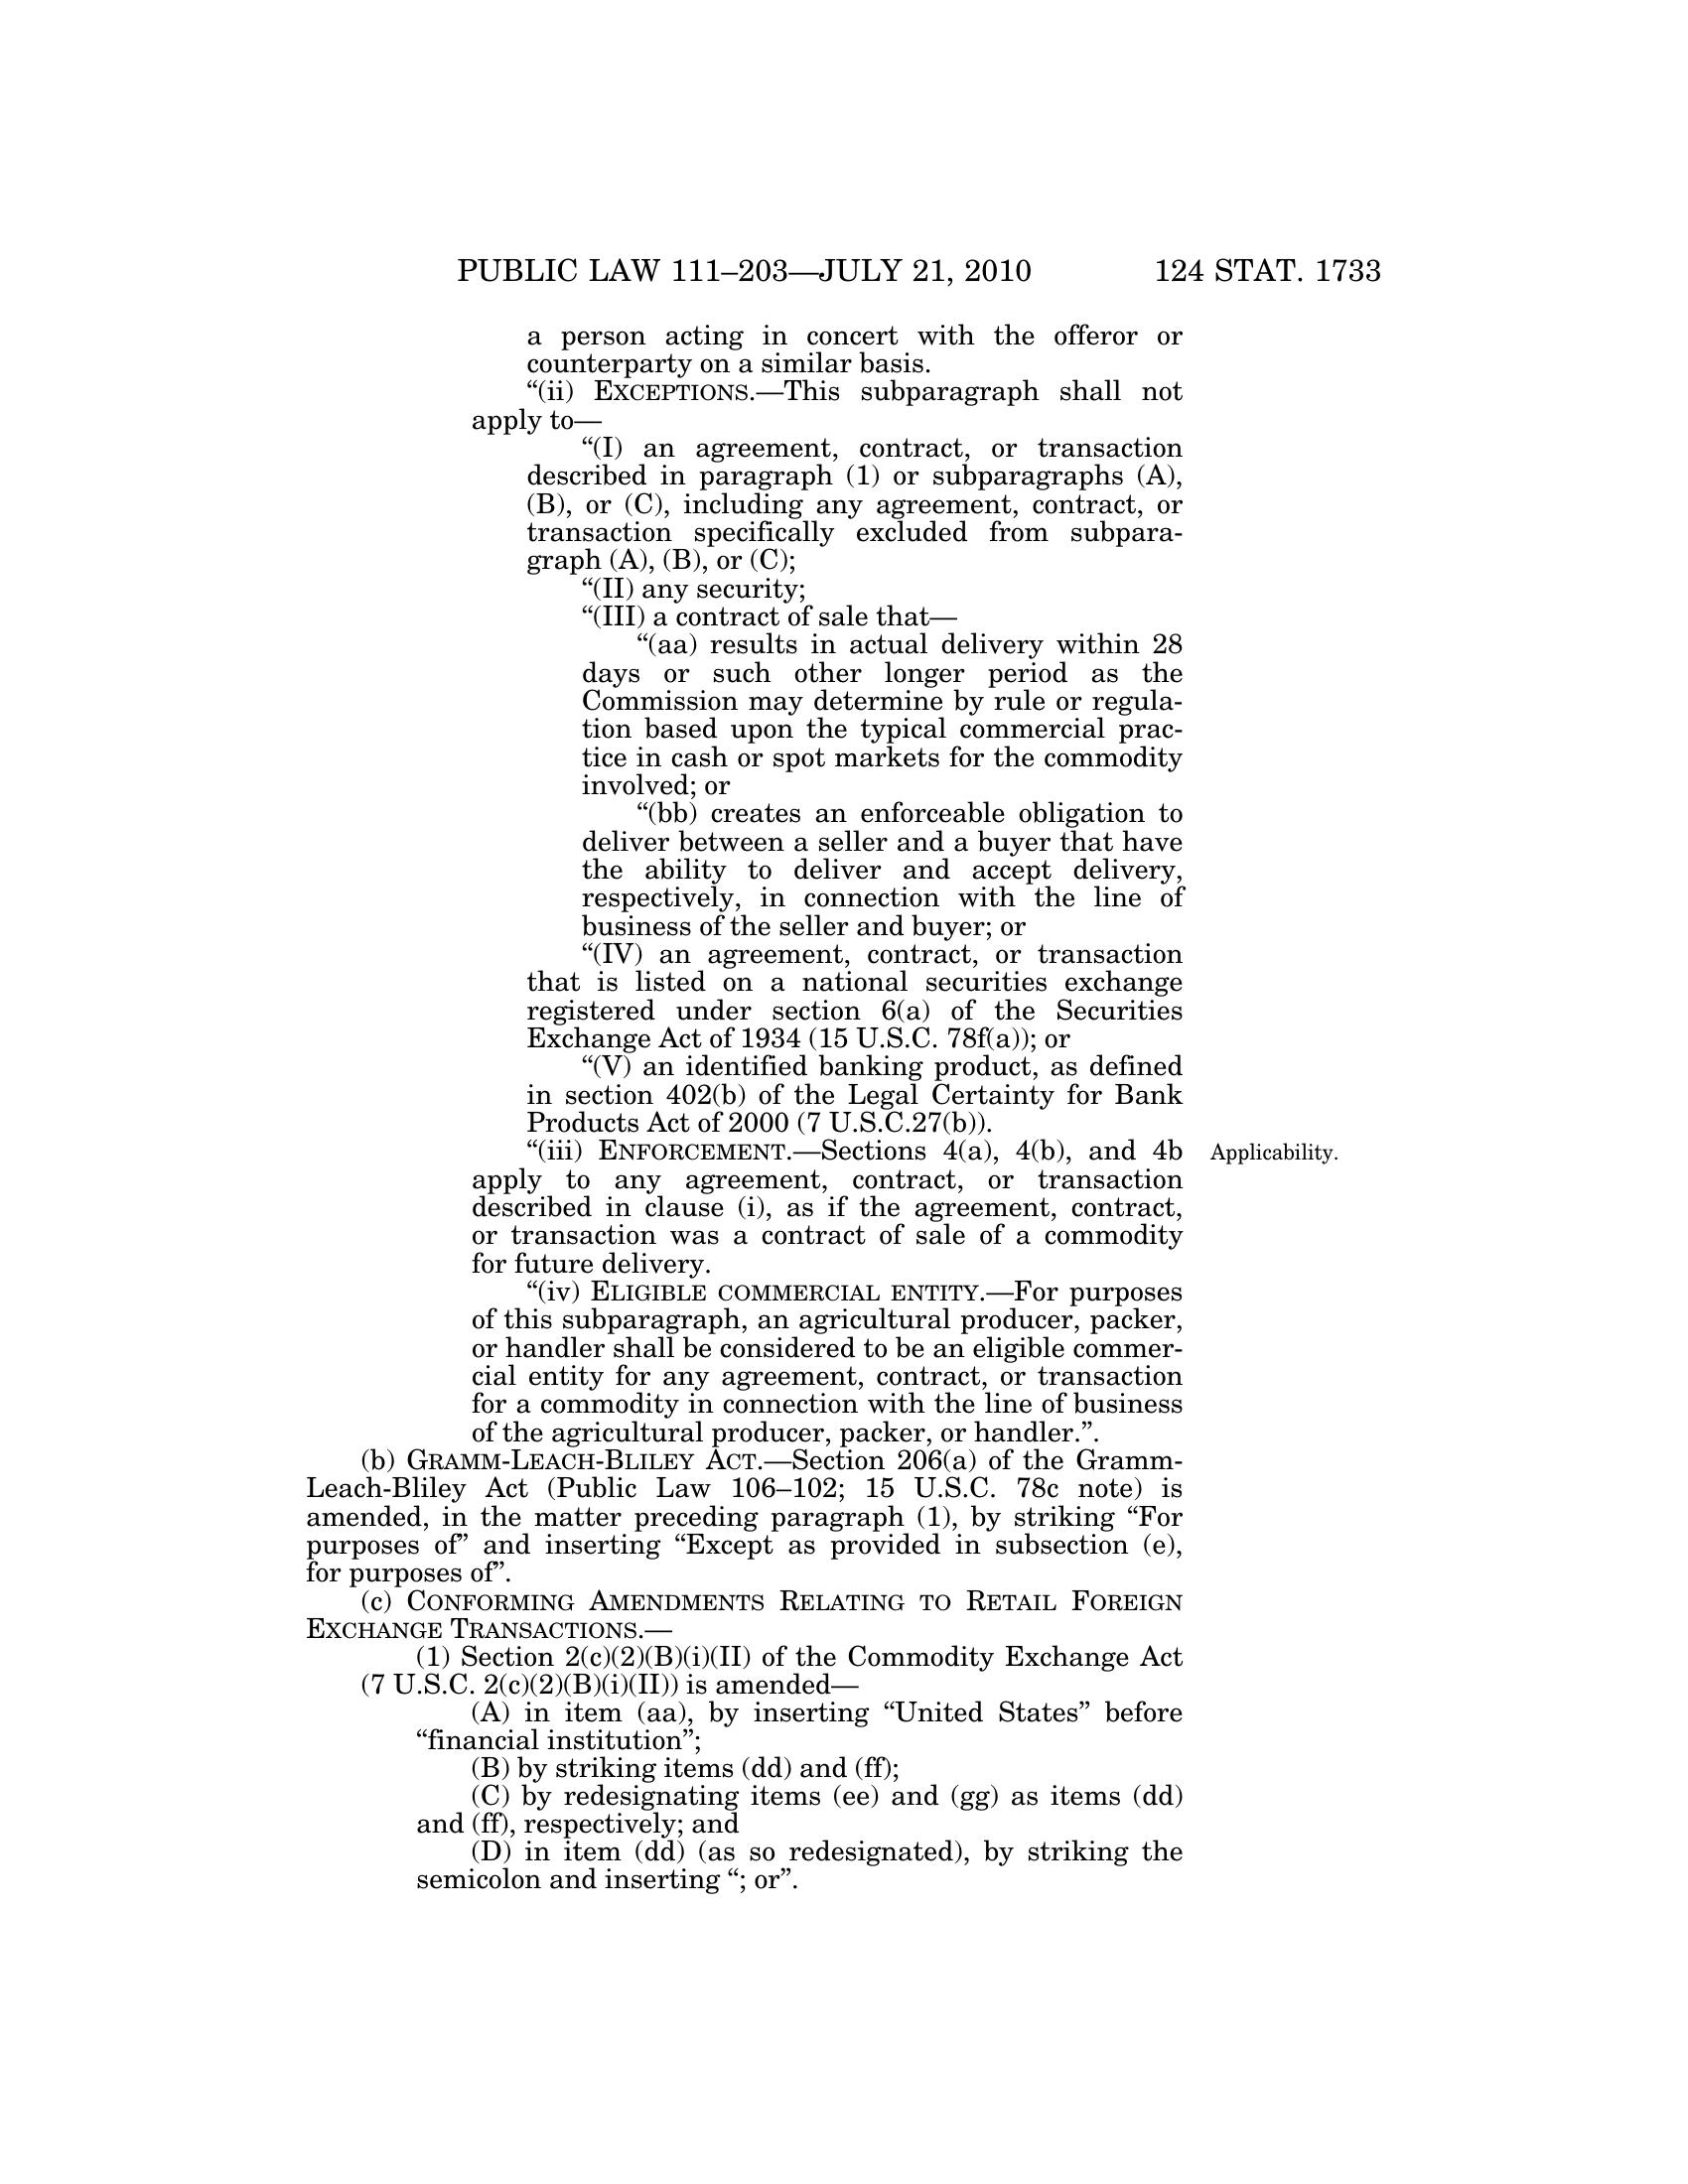 PUBLIC LAW 111–203—JULY 21, 2010 124 STAT. 1733
a person acting in concert with the offeror or
counterparty on a similar basis.
“(ii) EXCEPTIONS.—This subparagraph shall not
apply to—
“(I) an agreement, contract, or transaction
described in paragraph (1) or subparagraphs (A),
(B), or (C), including any agreement, contract, or
transaction specifically excluded from subpara-
graph (A), (B), or (C);
“(II) any security;
“(III) a contract of sale that—
“(aa) results in actual delivery within 28
days or such other longer period as the
Commission may determine by rule or regula-
tion based upon the typical commercial prac-
tice in cash or spot markets for the commodity
involved; or
“(bb) creates an enforceable obligation to
deliver between a seller and a buyer that have
the ability to deliver and accept delivery,
respectively, in connection with the line of
business of the seller and buyer; or
“(IV) an agreement, contract, or transaction
that is listed on a national securities exchange
registered under section 6(a) of the Securities
Exchange Act of 1934 (15 U.S.C. 78f(a)); or
“(V) an identified banking product, as defined
in section 402(b) of the Legal Certainty for Bank
Products Act of 2000 (7 U.S.C.27(b)).
“(iii) ENFORCEMENT.—Sections 4(a), 4(b), and 4b
Applicability.
apply to any agreement, contract, or transaction
described in clause (i), as if the agreement, contract,
or transaction was a contract of sale of a commodity
for future delivery.
“(iv) ELIGIBLE COMMERCIAL ENTITY.—For purposes
of this subparagraph, an agricultural producer, packer,
or handler shall be considered to be an eligible commer-
cial entity for any agreement, contract, or transaction
for a commodity in connection with the line of business
of the agricultural producer, packer, or handler.”.
(b) GRAMM-LEACH-BLILEY ACT.—Section 206(a) of the Gramm-
Leach-Bliley Act (Public Law 106–102; 15 U.S.C. 78c note) is
amended, in the matter preceding paragraph (1), by striking “For
purposes of” and inserting “Except as provided in subsection (e),
for purposes of”.
(c) CONFORMING AMENDMENTS RELATING TO RETAIL FOREIGN
EXCHANGE TRANSACTIONS.—
(1) Section 2(c)(2)(B)(i)(II) of the Commodity Exchange Act
(7 U.S.C. 2(c)(2)(B)(i)(II)) is amended—
(A) in item (aa), by inserting “United States” before
“financial institution”;
(B) by striking items (dd) and (ff);
(C) by redesignating items (ee) and (gg) as items (dd)
and (ff), respectively; and
(D) in item (dd) (as so redesignated), by striking the
semicolon and inserting “; or”.